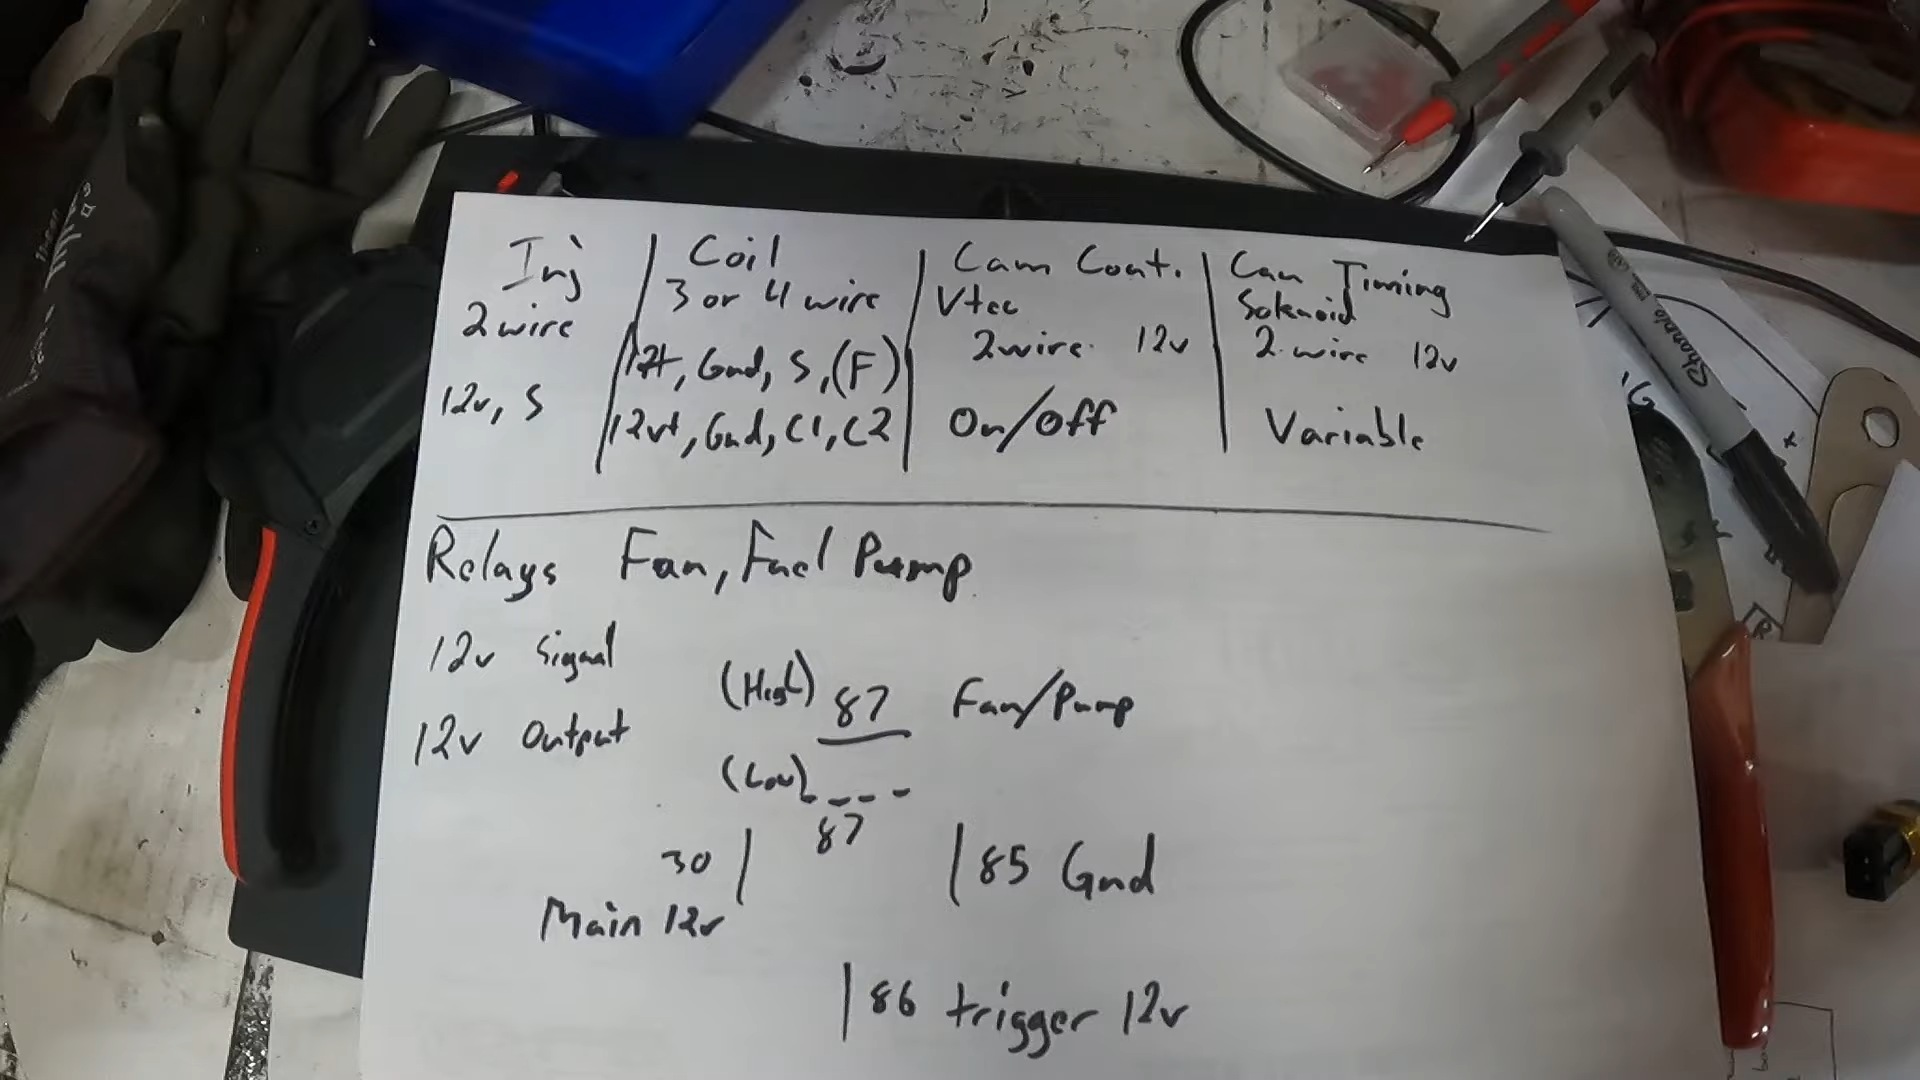 Inj
2 wire
12v, S
Coil
3 or 4 wire
12+, Gnd, S, (F)
12v+, Gnd, C1, C2
Cam Cont.
Vtec
2 wire 12v
On/Off
Cam Timing
Solenoid
2 wire 12v
Variable
Relays Fan, Fuel Pump
12v Signal
12v Output
(High) 87 Fan/Pump
(Low)
87
30
Main 12v
85 Gnd
86 trigger 12v
Sharpie